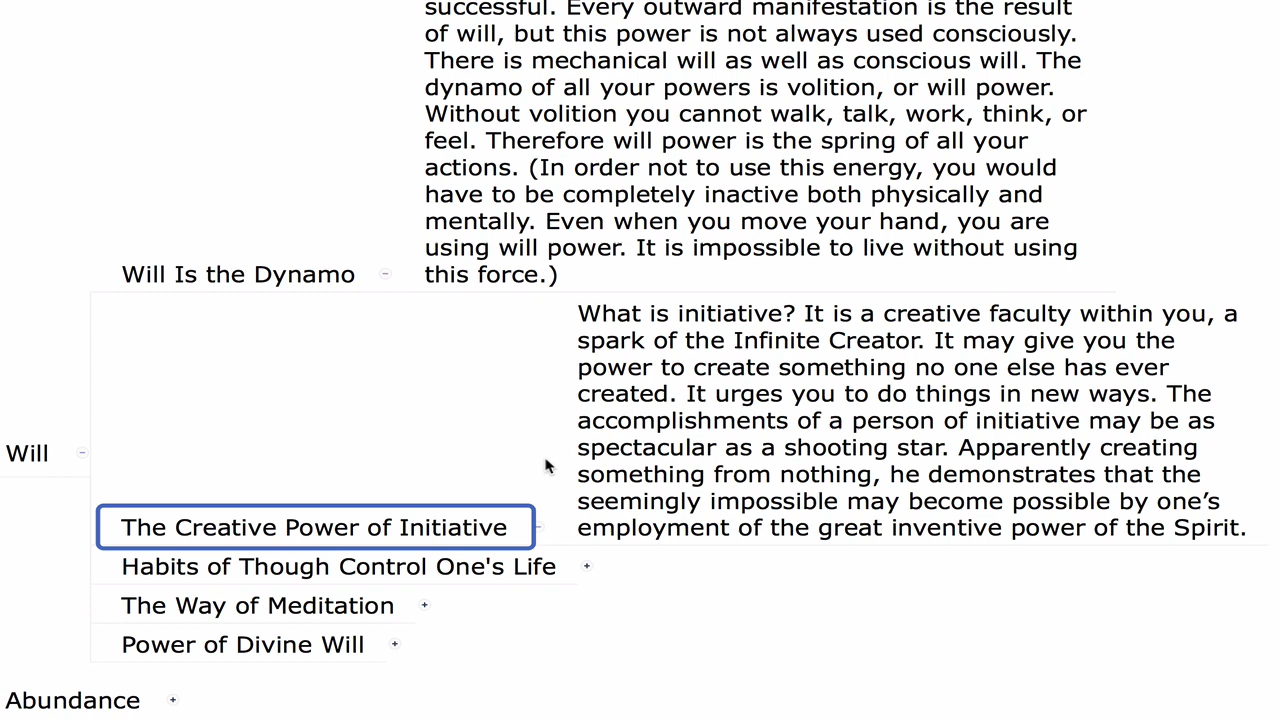 successful. Every outward manifestation is the result
of will, but this power is not always used consciously.
There is mechanical will as well as conscious will. The
dynamo of all your powers is volition, or will power.
Without volition you cannot walk, talk, work, think, or
feel. Therefore will power is the spring of all your
actions. (In order not to use this energy, you would
have to be completely inactive both physically and
mentally. Even when you move your hand, you are
using will power. It is impossible to live without using
this force.)
Will Is the Dynamo
What is initiative? It is a creative faculty within you, a
spark of the Infinite Creator. It may give you the
power to create something no one else has ever
created. It urges you to do things in new ways. The
accomplishments of a person of initiative may be as
spectacular as a shooting star. Apparently creating
something from nothing, he demonstrates that the
seemingly impossible may become possible by one’s
employment of the great inventive power of the Spirit.
Will
The Creative Power of Initiative
Habits of Though Control One's Life
The Way of Meditation
Power of Divine Will
Abundance